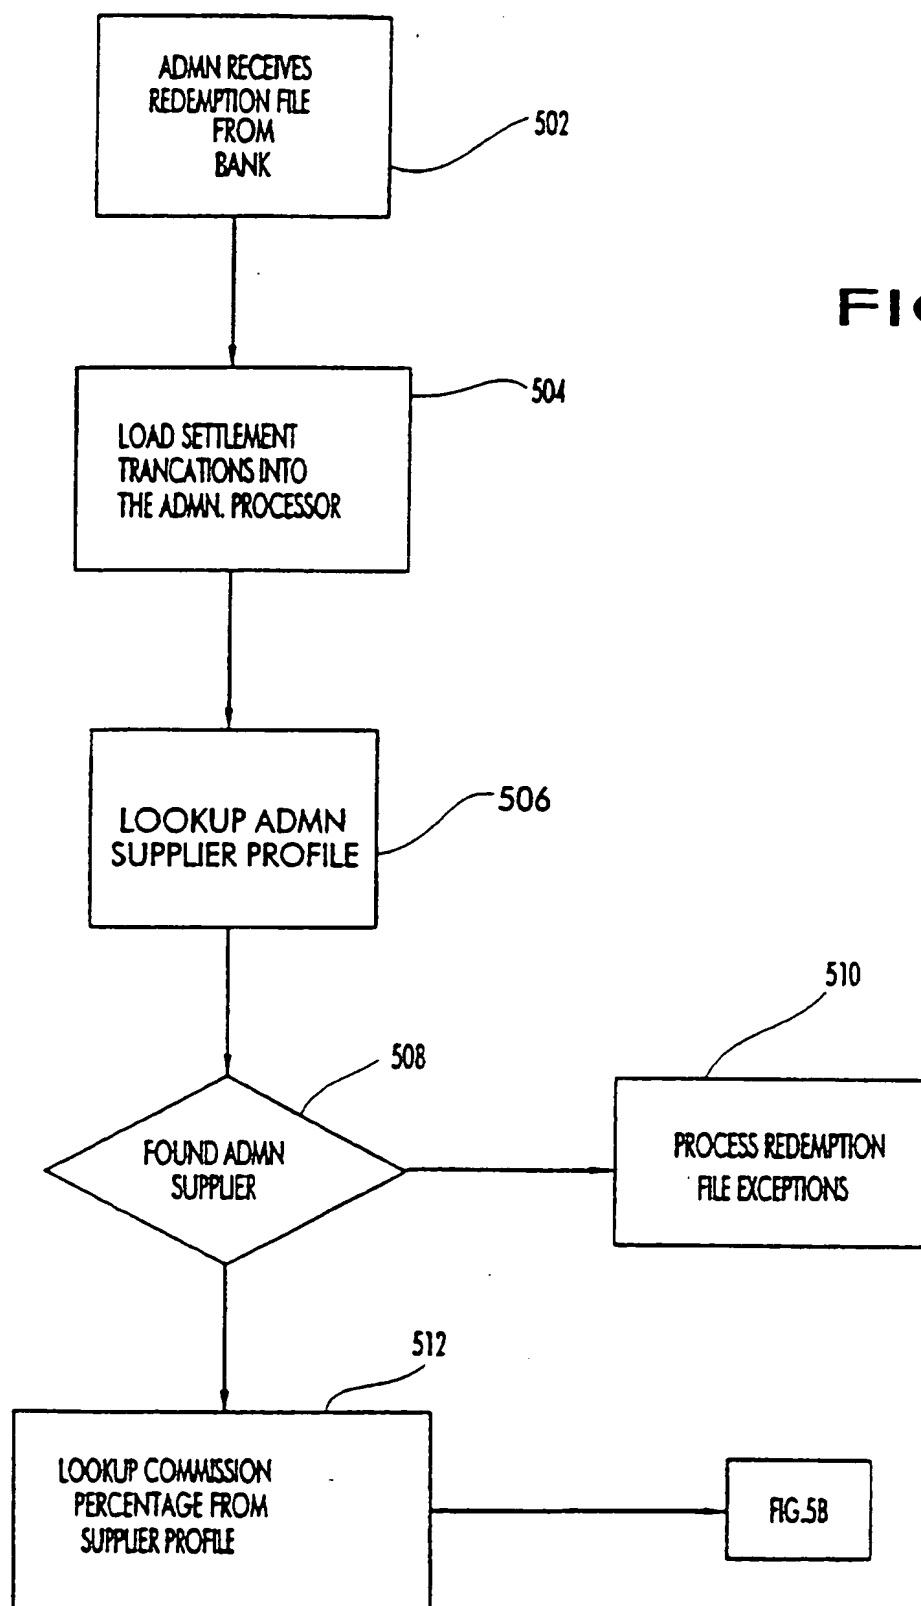 ADMN RECEIVES
REDEMPTION FILE
FROM
BANK
502
FIG
504
LOAD SETTLEMENT
TRANCATIONS INTO
THE ADMN. PROCESSOR
LOOKUP ADMN
SUPPLIER PROFILE
506
510
508
FOUND ADMN
SUPPLIER
PROCESS REDEMPTION
FILE EXCEPTIONS
512
LOOKUP COMMISSION
PERCENTAGE FROM
SUPPLIER PROFILE
FIG.5B